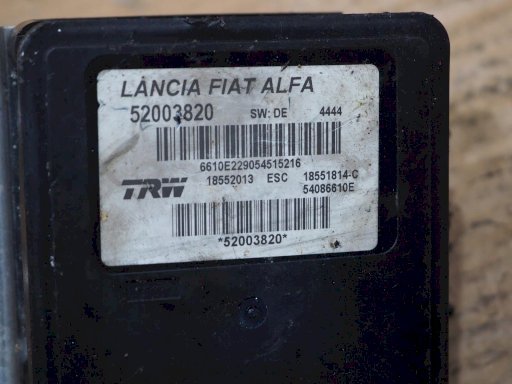 LANCIA FIAT ALFA
52003820 SW: DE 4444
6610E229054515216
TRW 18552013 ESC 18551814-C
54086610E
*52003820*